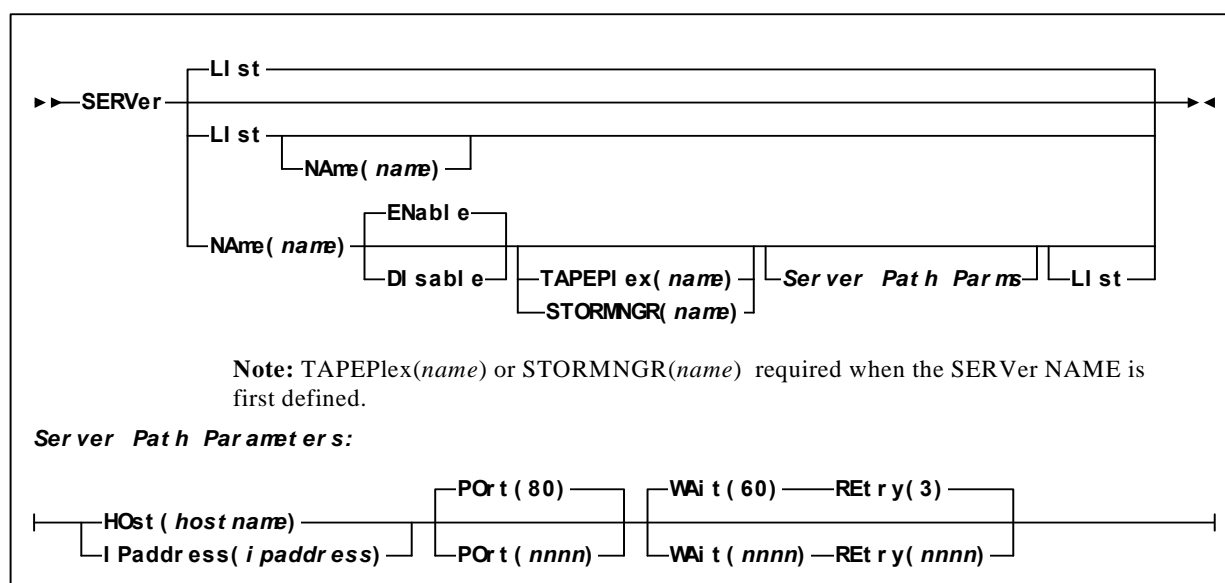 LIst
SERVer
LIst
NAme(name)
ENable
NAme(name)
DIsable
TAPEPlex(name)
Server Path Parms
LIst
STORMNGR(name)
Note: TAPEPlex(name) or STORMNGR(name) required when the SERVer NAME is
first defined.
Server Path Parameters:
POrt(80)
WAit(60)
REtry(3)
HOst(hostname)
IPaddress(ipaddress)
POrt(nnnn)
WAit(nnnn)
REtry(nnnn)